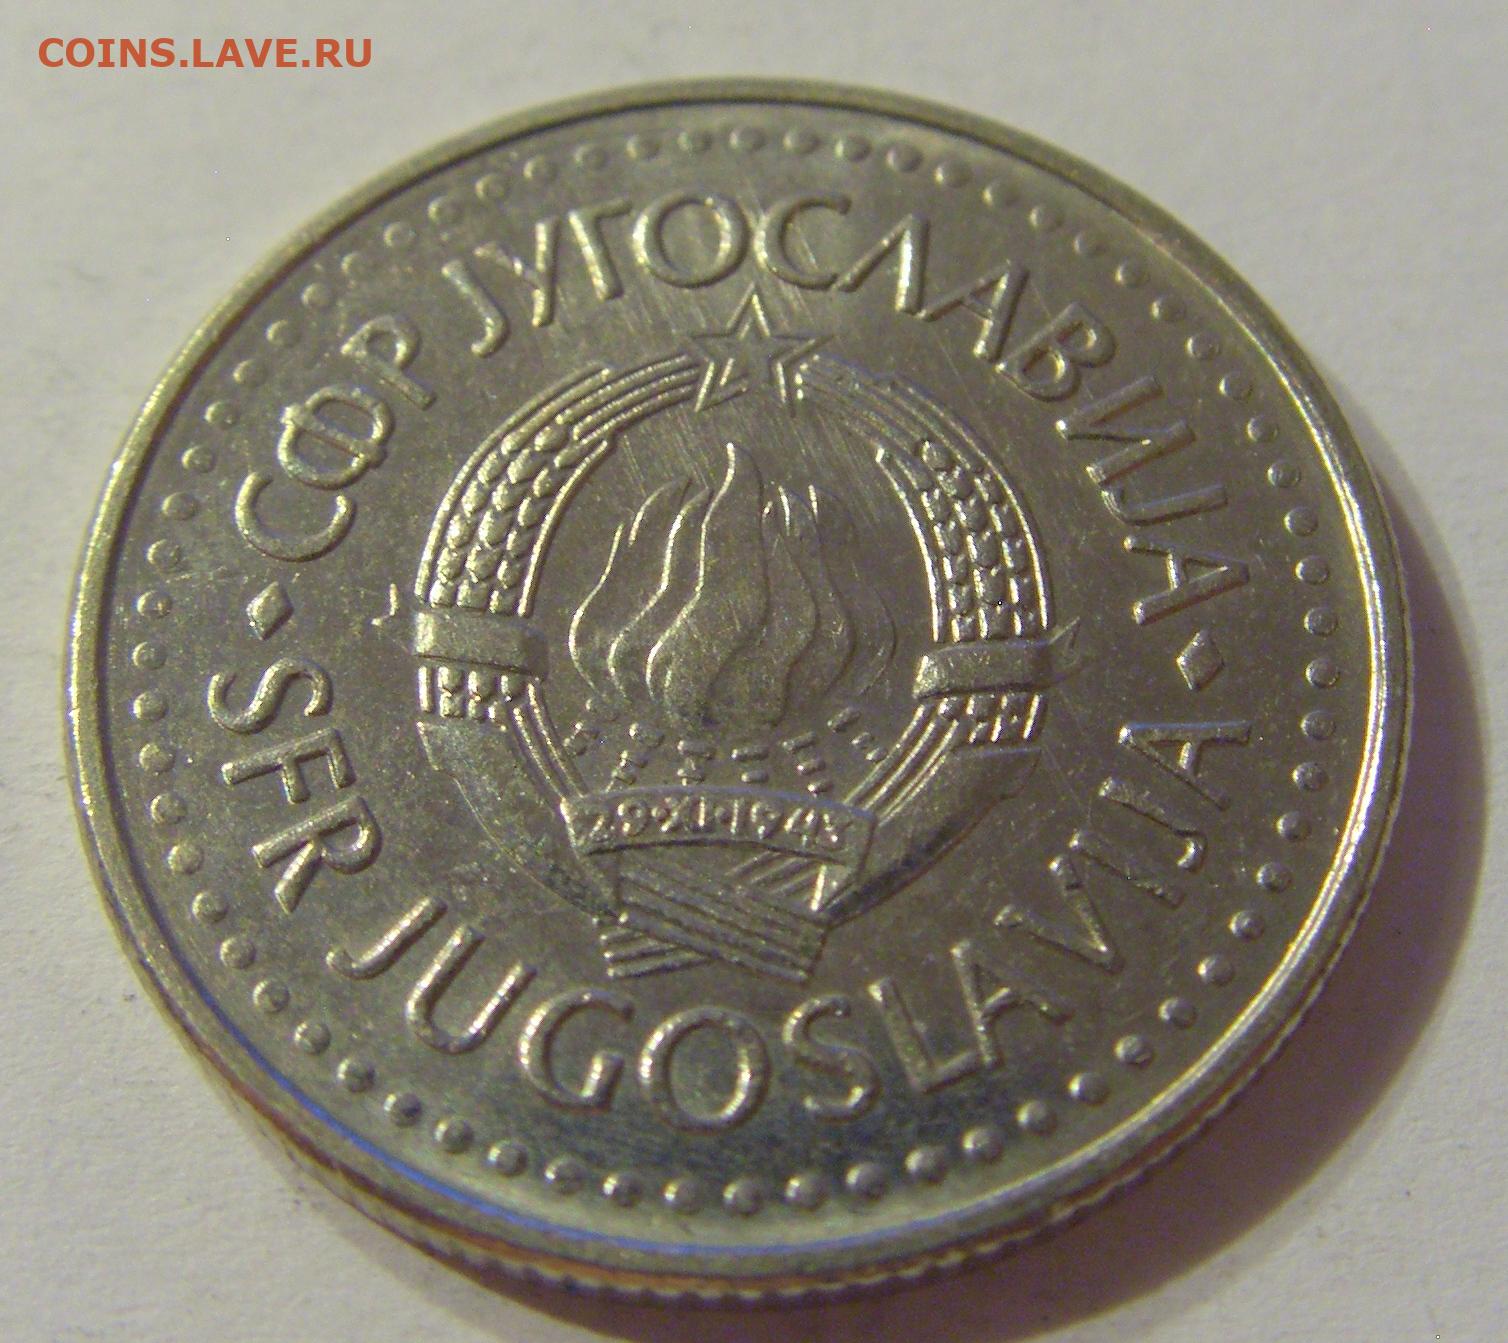 COINS.LAVE.RU
СФР ЈУГОСЛАВИЈА
29·XI·1943
SFR JUGOSLAVIJA